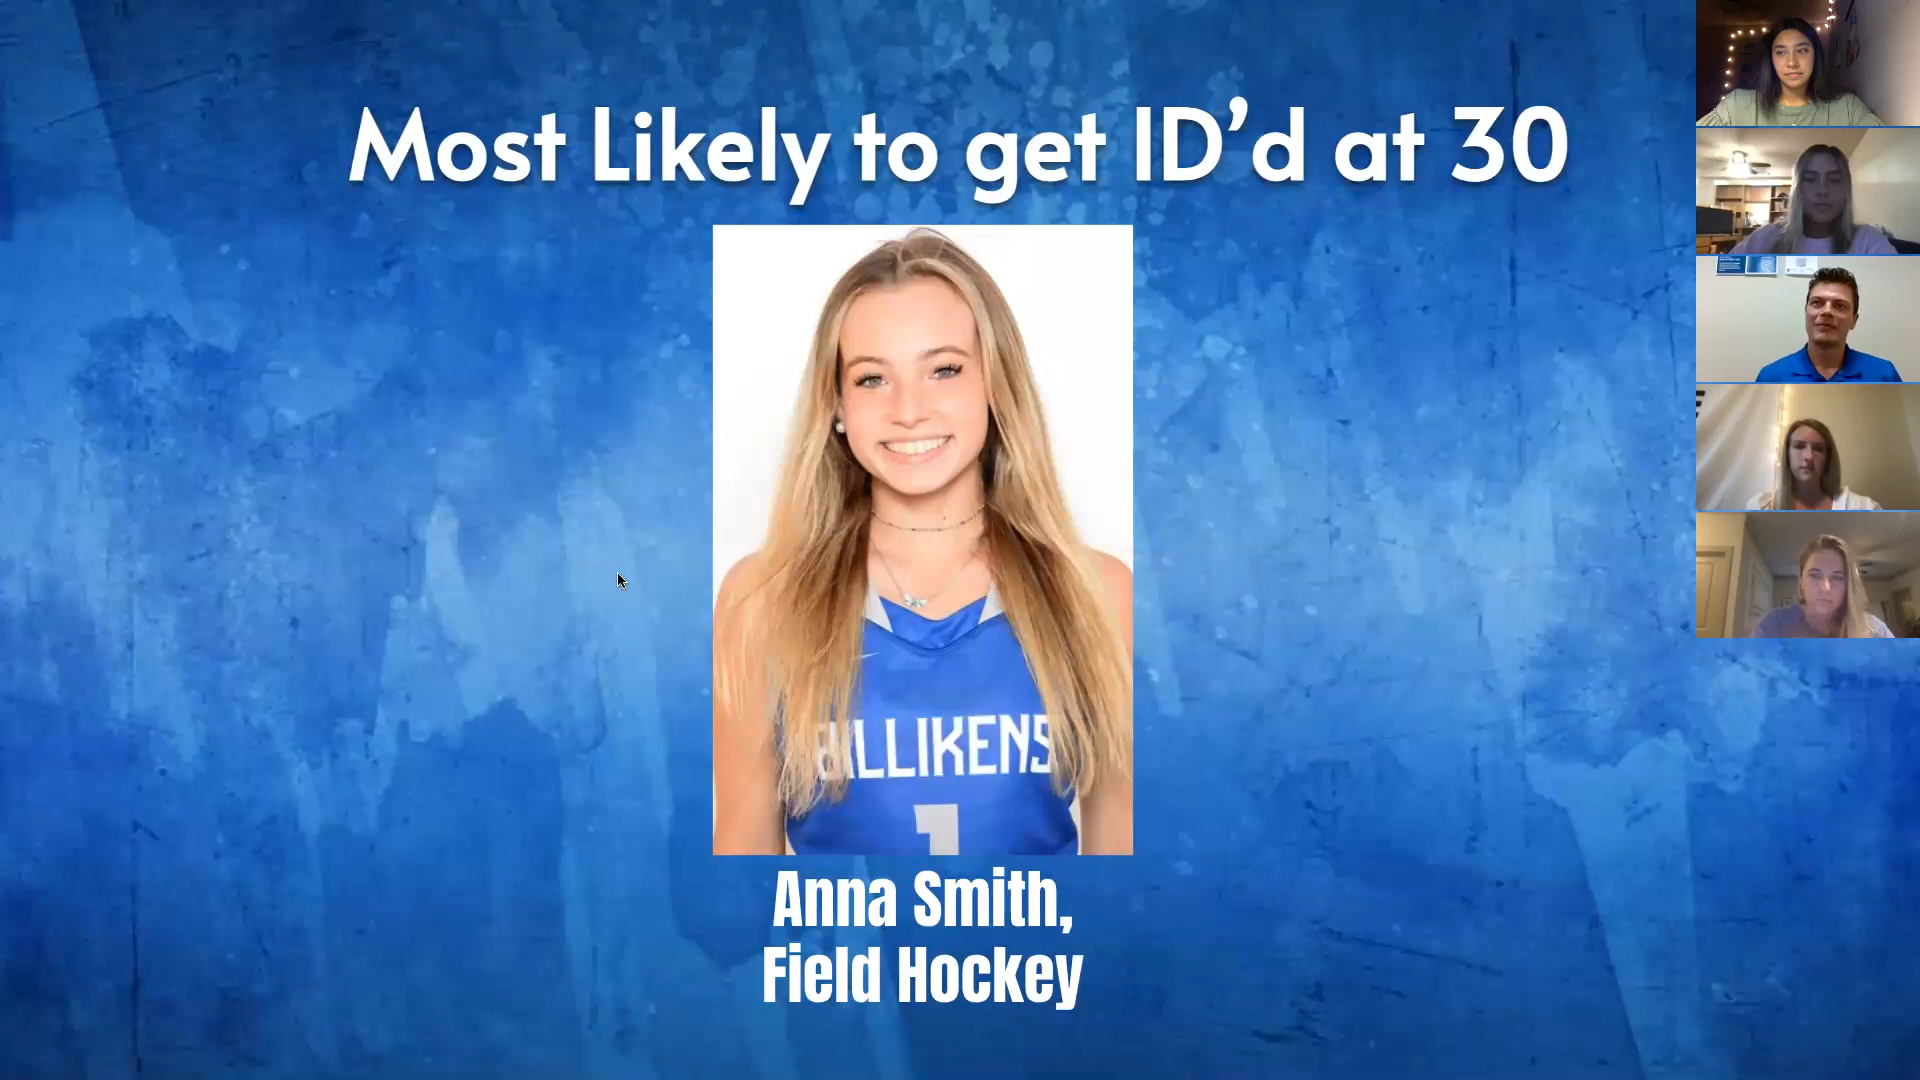 Most Likely to get ID’d at 30
BILLIKENS
1
Anna Smith,
Field Hockey